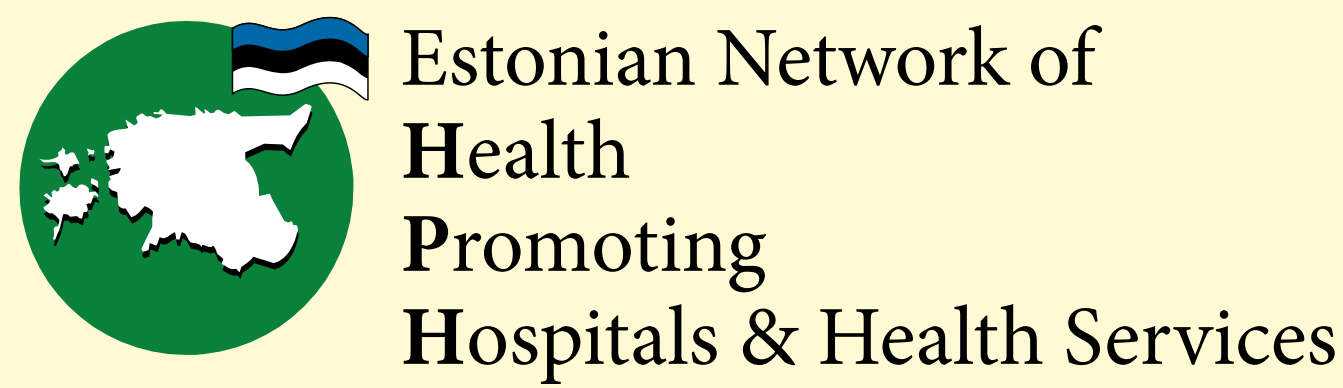 Estonian Network of
Health
Promoting
Hospitals & Health Services